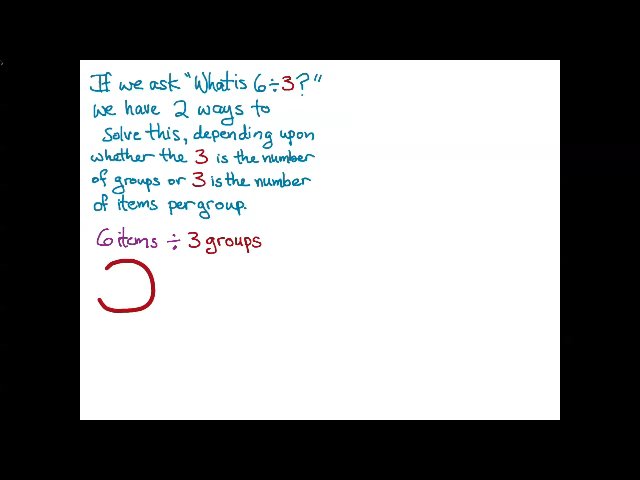 If we ask "What is 6÷3?"
we have 2 ways to
solve this, depending upon
whether the 3 is the number
of groups or 3 is the number
of items per group.
6 items ÷ 3 groups